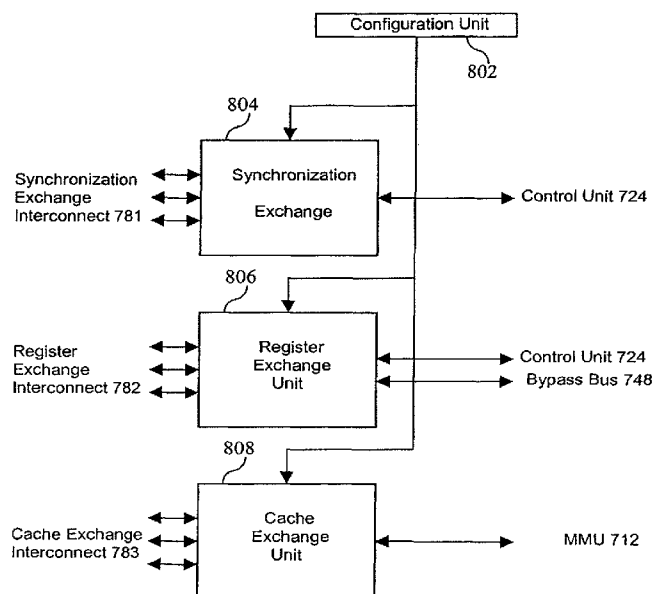 Configuration Unit
802
804
Synchronization
Exchange
Synchronization
Exchange
Interconnect 781
Control Unit 724
806
Register
Exchange
Unit
Register
Exchange
Interconnect 782
Control Unit 724
Bypass Bus 748
808
Cache
Exchange
Unit
Cache Exchange
Interconnect 783
MMU 712